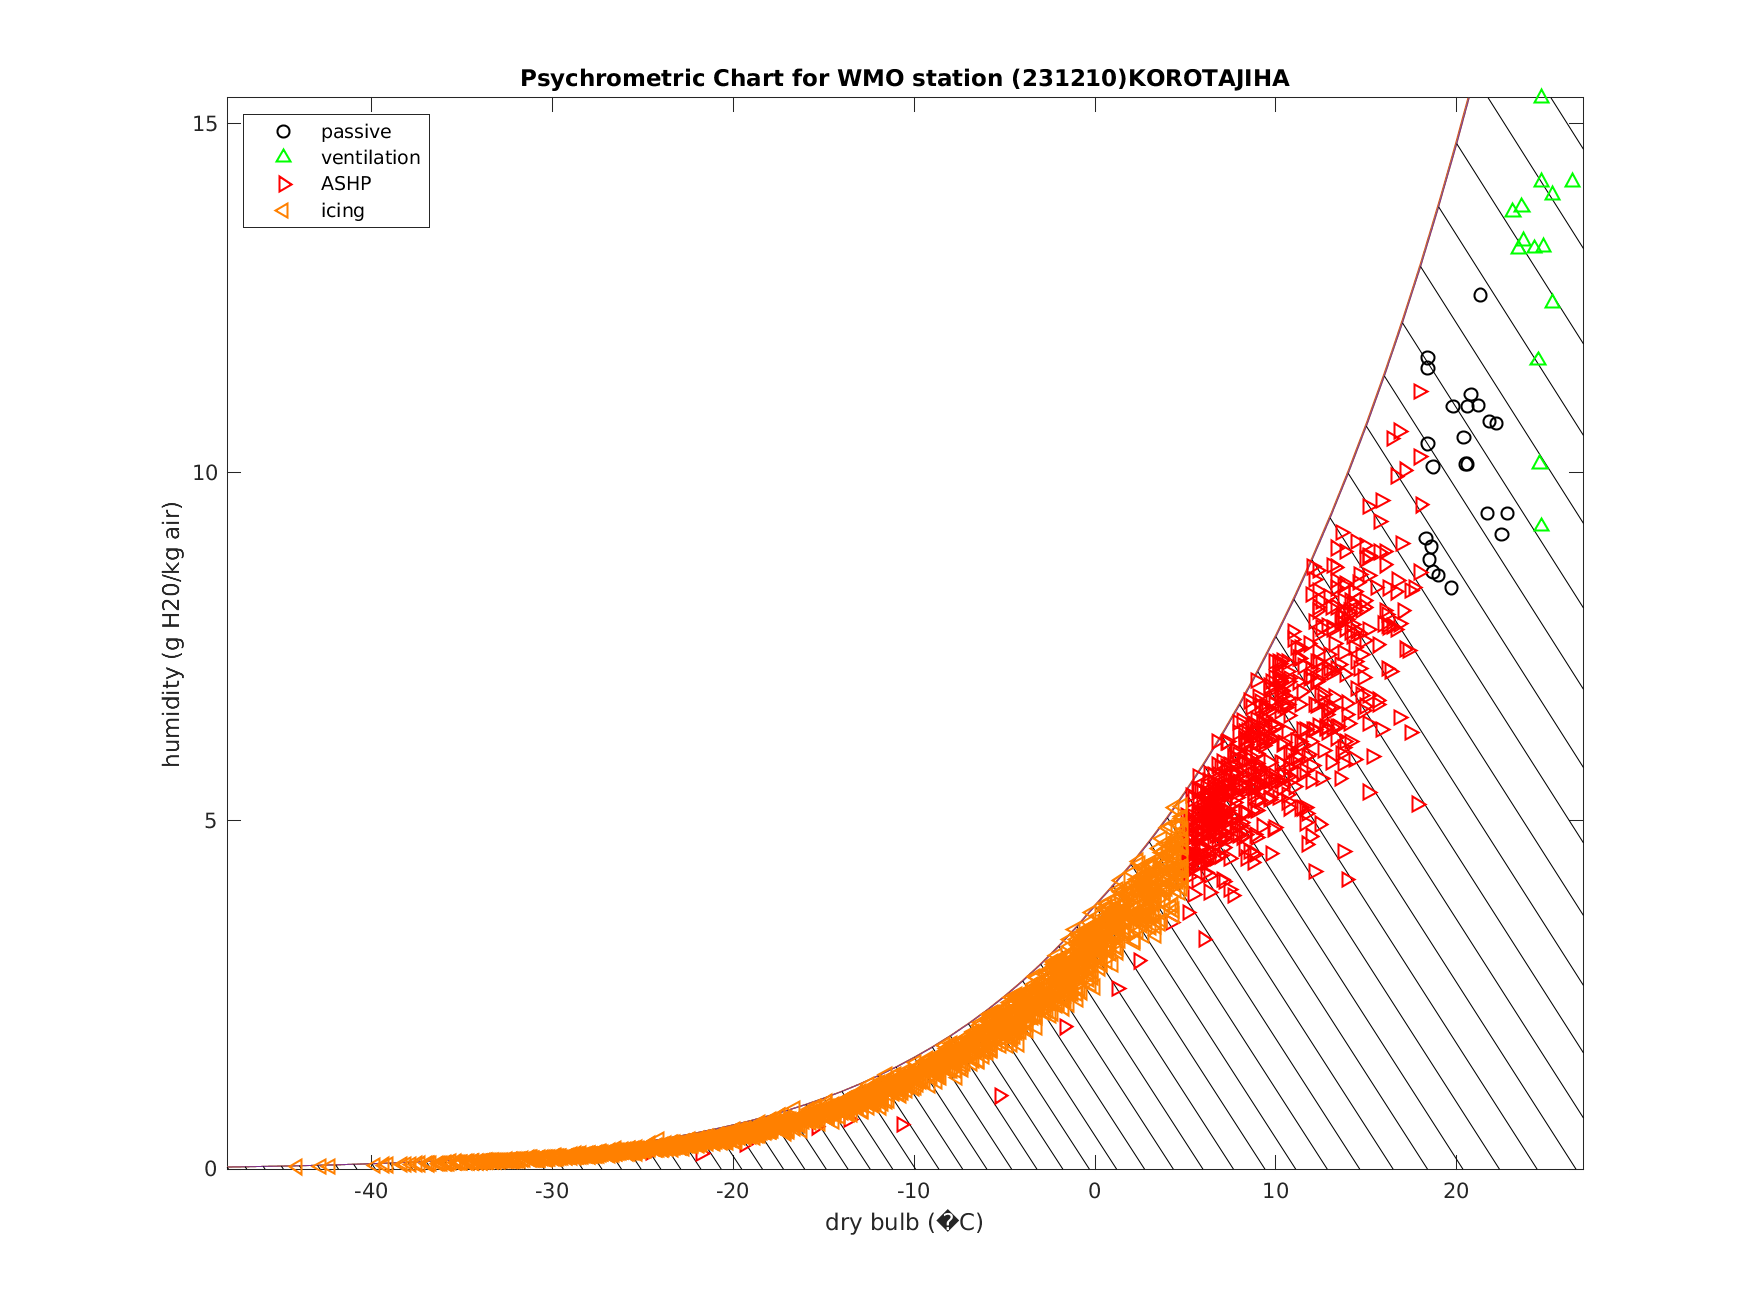 Psychrometric Chart for WMO station (231210)KOROTAJIHA
passive
ventilation
ASHP
icing
15
10
5
0
humidity (g H20/kg air)
-40 -30 -20 -10 0 10 20
dry bulb (�C)